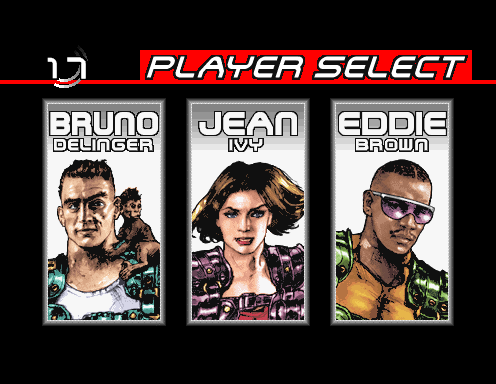 17
PLAYER SELECT
BRUNO
DELINGER
JEAN
IVY
EDDIE
BROWN